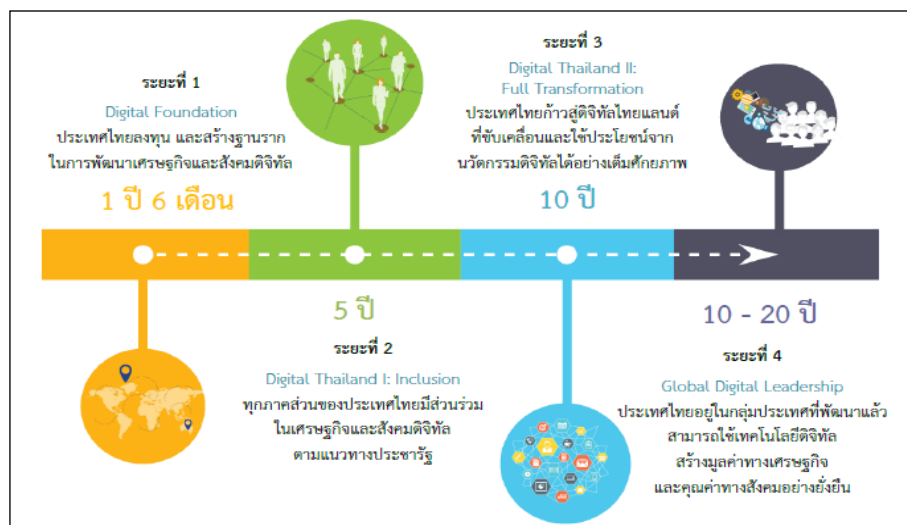 ระยะที่ 1
Digital Foundation
ประเทศไทยลงทุน และสร้างฐานราก
ในการพัฒนาเศรษฐกิจและสังคมดิจิทัล
1 ปี 6 เดือน
5 ปี
ระยะที่ 2
Digital Thailand I: Inclusion
ทุกภาคส่วนของประเทศไทยมีส่วนร่วม
ในเศรษฐกิจและสังคมดิจิทัล
ตามแนวทางประชารัฐ
ระยะที่ 3
Digital Thailand II:
Full Transformation
ประเทศไทยก้าวสู่ดิจิทัลไทยแลนด์
ที่ขับเคลื่อนและใช้ประโยชน์จาก
นวัตกรรมดิจิทัลได้อย่างเต็มศักยภาพ
10 ปี
10 - 20 ปี
ระยะที่ 4
Global Digital Leadership
ประเทศไทยอยู่ในกลุ่มประเทศที่พัฒนาแล้ว
สามารถใช้เทคโนโลยีดิจิทัล
สร้างมูลค่าทางเศรษฐกิจ
และคุณค่าทางสังคมอย่างยั่งยืน